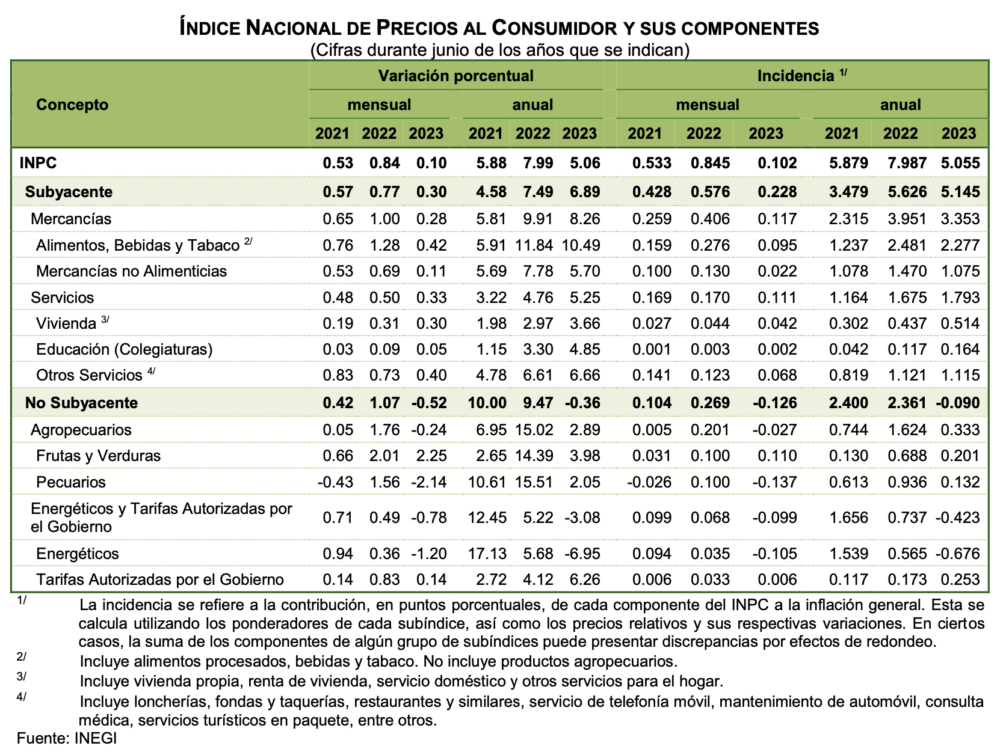 ÍNDICE NACIONAL DE PRECIOS AL CONSUMIDOR Y SUS COMPONENTES
(Cifras durante junio de los años que se indican)
Concepto Variación porcentual Incidencia 1/
mensual anual mensual anual
2021 2022 2023 2021 2022 2023 2021 2022 2023 2021 2022 2023
INPC 0.53 0.84 0.10 5.88 7.99 5.06 0.533 0.845 0.102 5.879 7.987 5.055
Subyacente 0.57 0.77 0.30 4.58 7.49 6.89 0.428 0.576 0.228 3.479 5.626 5.145
Mercancías 0.65 1.00 0.28 5.81 9.91 8.26 0.259 0.406 0.117 2.315 3.951 3.353
Alimentos, Bebidas y Tabaco 2/ 0.76 1.28 0.42 5.91 11.84 10.49 0.159 0.276 0.095 1.237 2.481 2.277
Mercancías no Alimenticias 0.53 0.69 0.11 5.69 7.78 5.70 0.100 0.130 0.022 1.078 1.470 1.075
Servicios 0.48 0.50 0.33 3.22 4.76 5.25 0.169 0.170 0.111 1.164 1.675 1.793
Vivienda 3/ 0.19 0.31 0.30 1.98 2.97 3.66 0.027 0.044 0.042 0.302 0.437 0.514
Educación (Colegiaturas) 0.03 0.09 0.05 1.15 3.30 4.85 0.001 0.003 0.002 0.042 0.117 0.164
Otros Servicios 4/ 0.83 0.73 0.40 4.78 6.61 6.66 0.141 0.123 0.068 0.819 1.121 1.115
No Subyacente 0.42 1.07 -0.52 10.00 9.47 -0.36 0.104 0.269 -0.126 2.400 2.361 -0.090
Agropecuarios 0.05 1.76 -0.24 6.95 15.02 2.89 0.005 0.201 -0.027 0.744 1.624 0.333
Frutas y Verduras 0.66 2.01 2.25 2.65 14.39 3.98 0.031 0.100 0.110 0.130 0.688 0.201
Pecuarios -0.43 1.56 -2.14 10.61 15.51 2.05 -0.026 0.100 -0.137 0.613 0.936 0.132
Energéticos y Tarifas Autorizadas por
el Gobierno 0.71 0.49 -0.78 12.45 5.22 -3.08 0.099 0.068 -0.099 1.656 0.737 -0.423
Energéticos 0.94 0.36 -1.20 17.13 5.68 -6.95 0.094 0.035 -0.105 1.539 0.565 -0.676
Tarifas Autorizadas por el Gobierno 0.14 0.83 0.14 2.72 4.12 6.26 0.006 0.033 0.006 0.117 0.173 0.253
1/ La incidencia se refiere a la contribución, en puntos porcentuales, de cada componente del INPC a la inflación general. Esta se
calcula utilizando los ponderadores de cada subíndice, así como los precios relativos y sus respectivas variaciones. En ciertos
casos, la suma de los componentes de algún grupo de subíndices puede presentar discrepancias por efectos de redondeo.
2/ Incluye alimentos procesados, bebidas y tabaco. No incluye productos agropecuarios.
3/ Incluye vivienda propia, renta de vivienda, servicio doméstico y otros servicios para el hogar.
4/ Incluye loncherías, fondas y taquerías, restaurantes y similares, servicio de telefonía móvil, mantenimiento de automóvil, consulta
médica, servicios turísticos en paquete, entre otros.
Fuente: INEGI